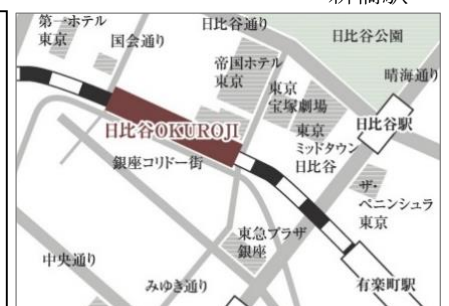 新橋駅
第一ホテル
東京
国会通り
日比谷通り
日比谷公園
帝国ホテル
東京
晴海通り
東京
宝塚劇場
日比谷OKUROJI
東京
ミッドタウン
日比谷
日比谷駅
銀座コリドー街
ザ・
ペニンシュラ
東京
東急プラザ
銀座
中央通り
みゆき通り
有楽町駅